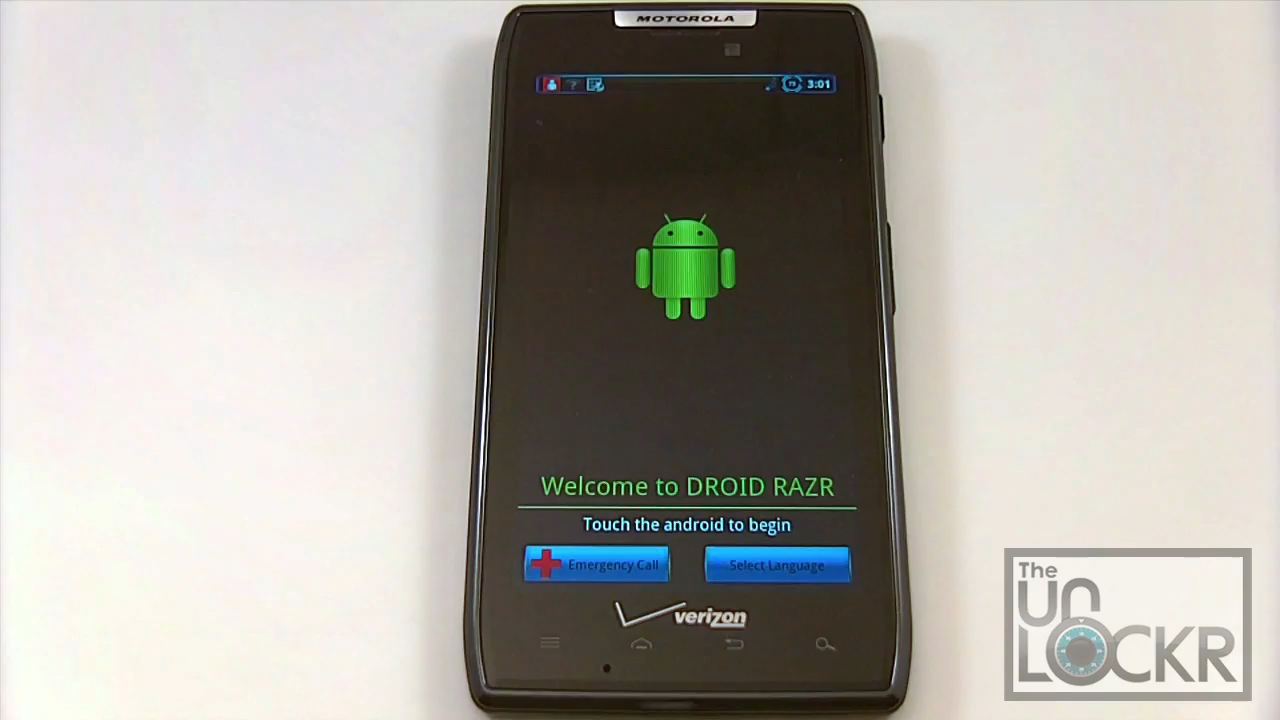 MOTOROLA
3:01
Welcome to DROID RAZR
Touch the android to begin
Emergency Call
Select Language
verizon
The
UN
LOCKR